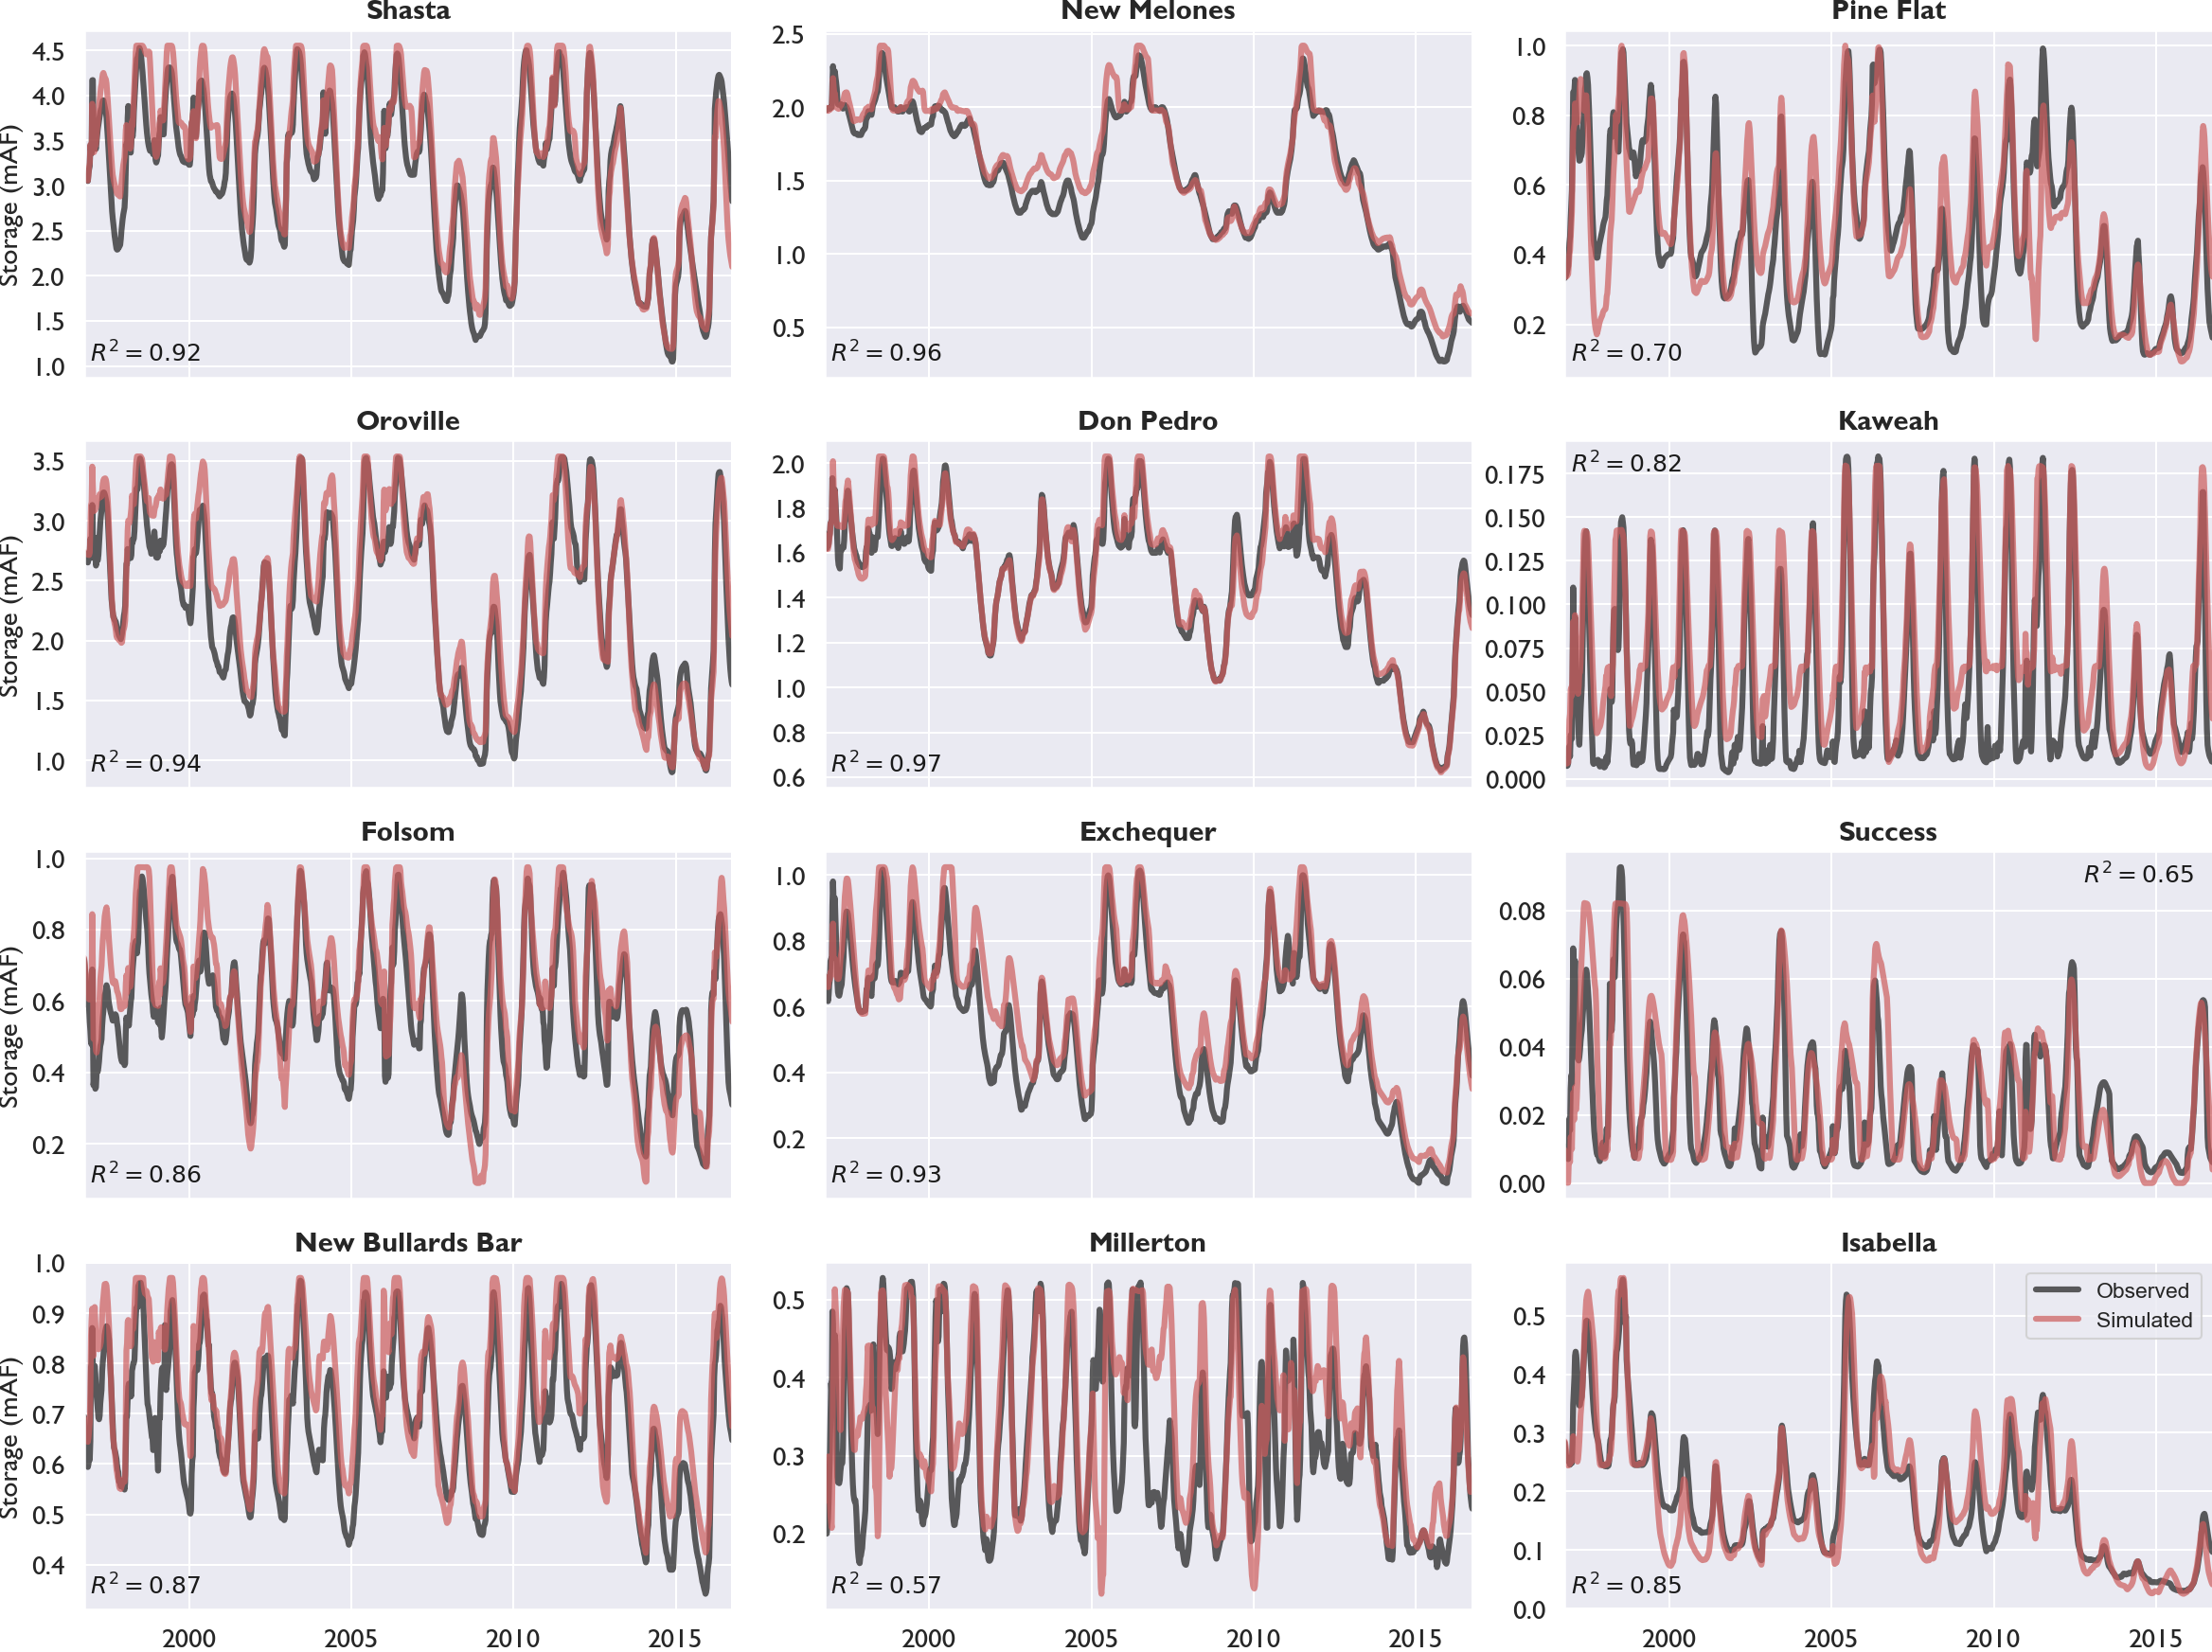 Shasta
New Melones
Pine Flat
Storage (mAF)
4.5
4.0
3.5
3.0
2.5
2.0
1.5
1.0
R² = 0.92
2.5
2.0
1.5
1.0
0.5
R² = 0.96
1.0
0.8
0.6
0.4
0.2
R² = 0.70
Oroville
Don Pedro
Kaweah
Storage (mAF)
3.5
3.0
2.5
2.0
1.5
1.0
R² = 0.94
2.0
1.8
1.6
1.4
1.2
1.0
0.8
0.6
R² = 0.97
0.175
0.150
0.125
0.100
0.075
0.050
0.025
0.000
R² = 0.82
Folsom
Exchequer
Success
Storage (mAF)
1.0
0.8
0.6
0.4
0.2
R² = 0.86
1.0
0.8
0.6
0.4
0.2
R² = 0.93
0.08
0.06
0.04
0.02
0.00
R² = 0.65
New Bullards Bar
Millerton
Isabella
Storage (mAF)
1.0
0.9
0.8
0.7
0.6
0.5
0.4
R² = 0.87
0.5
0.4
0.3
0.2
R² = 0.57
0.5
0.4
0.3
0.2
0.1
0.0
Observed
Simulated
R² = 0.85
2000 2005 2010 2015
2000 2005 2010 2015
2000 2005 2010 2015